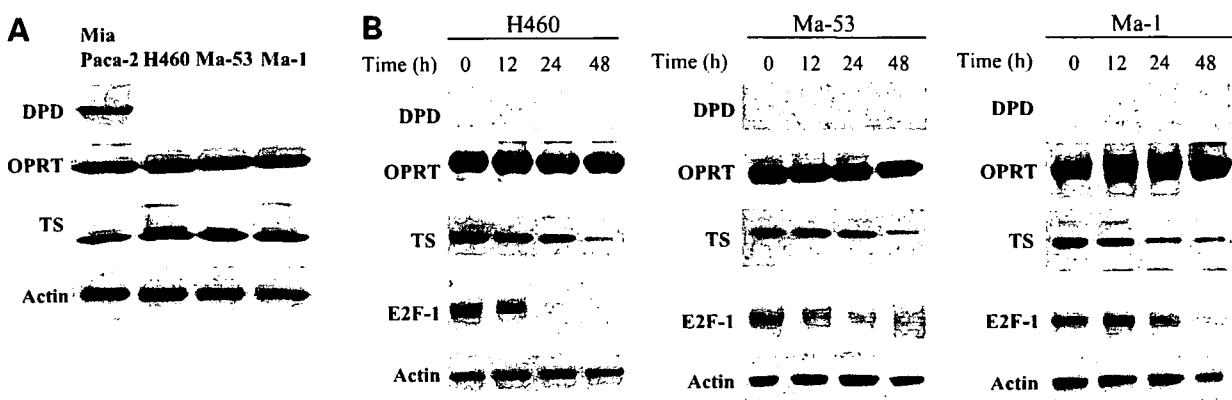 A
Mia
Paca-2 H460 Ma-53 Ma-1
DPD
OPRT
TS
Actin
B
H460
Time (h) 0 12 24 48
DPD
OPRT
TS
E2F-1
Actin
Ma-53
Time (h) 0 12 24 48
DPD
OPRT
TS
E2F-1
Actin
Ma-1
Time (h) 0 12 24 48
DPD
OPRT
TS
E2F-1
Actin